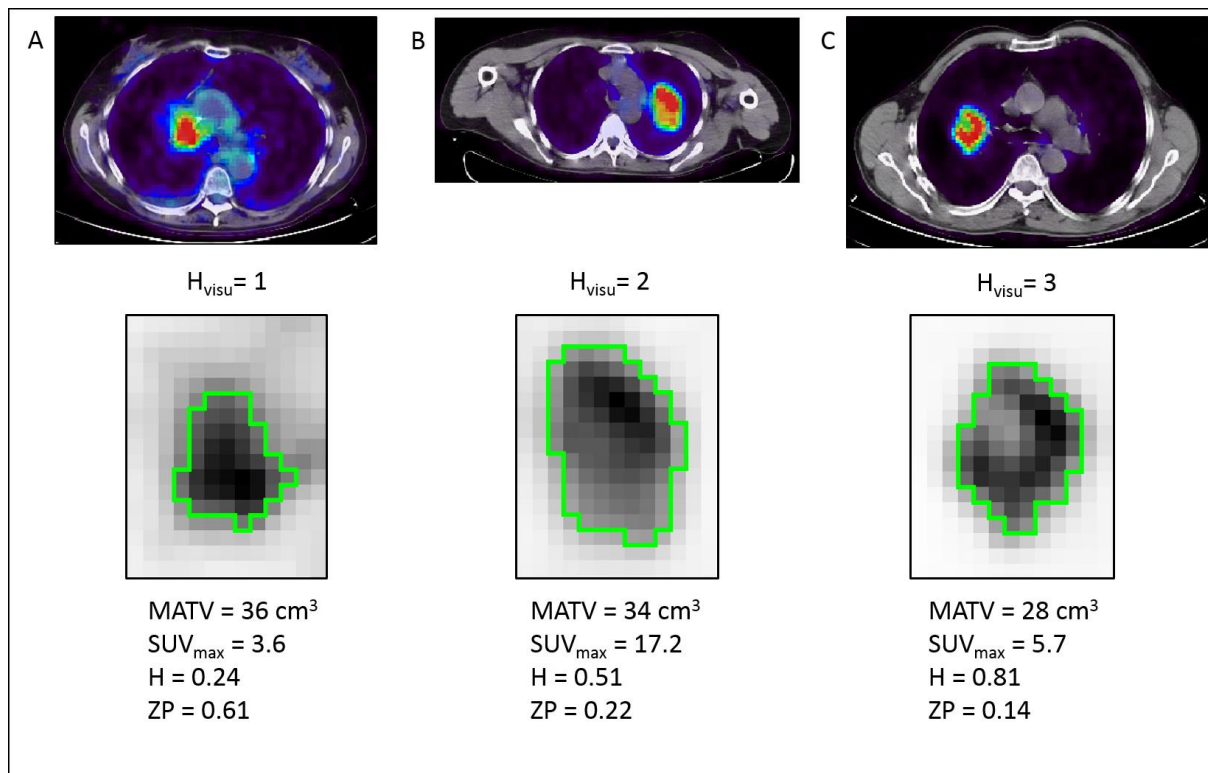 A
B
C
H_visu= 1
H_visu= 2
H_visu= 3
MATV = 36 cm³
SUV_max = 3.6
H = 0.24
ZP = 0.61
MATV = 34 cm³
SUV_max = 17.2
H = 0.51
ZP = 0.22
MATV = 28 cm³
SUV_max = 5.7
H = 0.81
ZP = 0.14